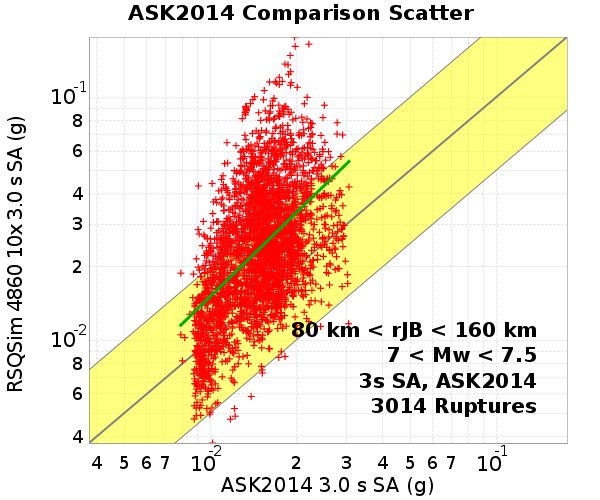 ASK2014 Comparison Scatter
RSQSim 4860 10x 3.0 s SA (g)
10-1
8
6
4
3
2
10-2
8
6
4
80 km < rJB < 160 km
7 < Mw < 7.5
3s SA, ASK2014
3014 Ruptures
4 5 6 7 10-2 2 3 4 5 6 7 10-1
ASK2014 3.0 s SA (g)